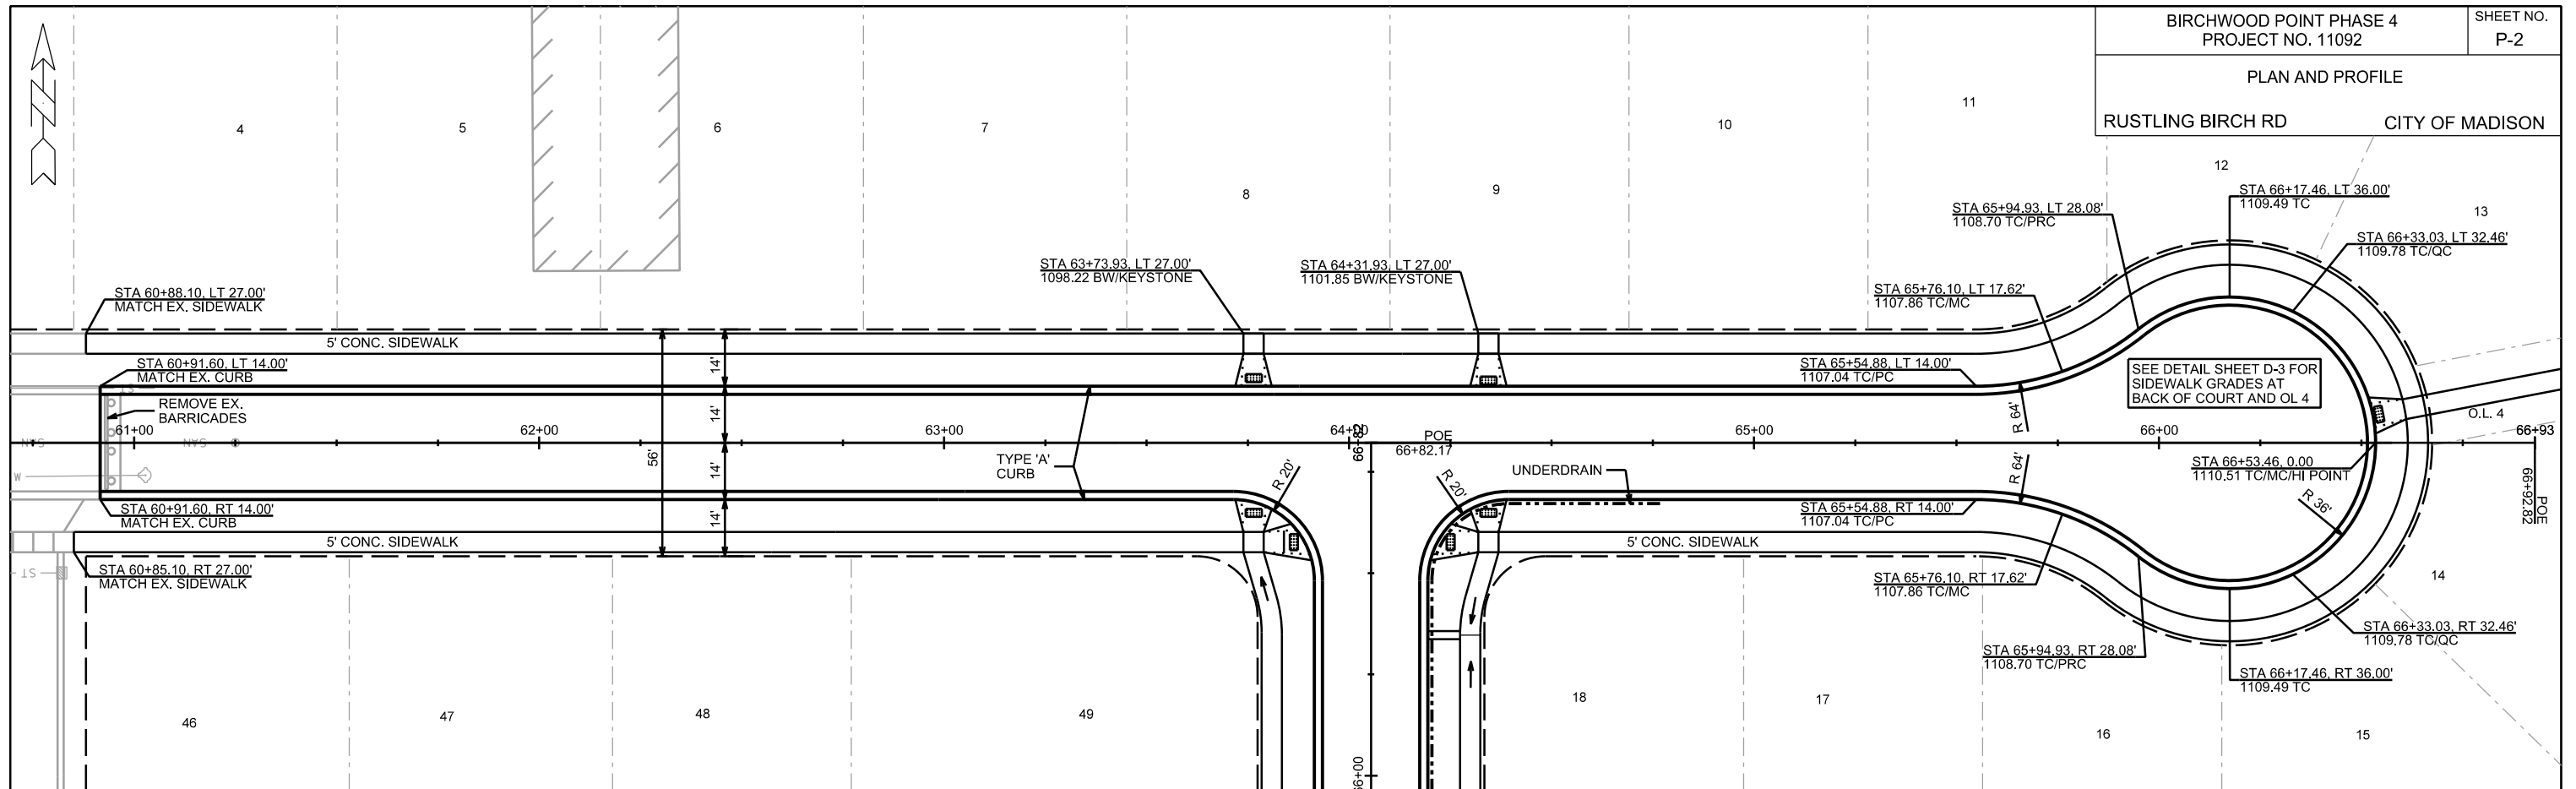 BIRCHWOOD POINT PHASE 4
PROJECT NO. 11092
SHEET NO.
P-2
PLAN AND PROFILE
RUSTLING BIRCH RD
CITY OF MADISON
4
5
6
7
8
9
10
11
12
13
STA 66+17.46, LT 36.00'
1109.49 TC
STA 65+94.93, LT 28.08'
1108.70 TC/PRC
STA 66+33.03, LT 32.46'
1109.78 TC/QC
STA 63+73.93, LT 27.00'
1098.22 BW/KEYSTONE
STA 64+31.93, LT 27.00'
1101.85 BW/KEYSTONE
STA 60+88.10, LT 27.00'
MATCH EX. SIDEWALK
STA 65+76.10, LT 17.62'
1107.86 TC/MC
5' CONC. SIDEWALK
STA 60+91.60, LT 14.00'
MATCH EX. CURB
ST
14'
STA 65+54.88, LT 14.00'
1107.04 TC/PC
SEE DETAIL SHEET D-3 FOR
SIDEWALK GRADES AT
BACK OF COURT AND OL 4
REMOVE EX.
BARRICADES
R 64'
O.L. 4
14'
61+00
62+00
63+00
64+00
65+00
66+00
66+93
SAN
SAN
66+82
POE
66+82.17
56'
14'
TYPE 'A'
CURB
R 20'
R 20'
UNDERDRAIN
R 64'
STA 66+53.46, 0.00
1110.51 TC/MC/HI POINT
R 36'
POE
66+92.82
W
STA 60+91.60, RT 14.00'
MATCH EX. CURB
14'
STA 65+54.88, RT 14.00'
1107.04 TC/PC
5' CONC. SIDEWALK
5' CONC. SIDEWALK
ST
STA 60+85.10, RT 27.00'
MATCH EX. SIDEWALK
STA 65+76.10, RT 17.62'
1107.86 TC/MC
14
STA 66+33.03, RT 32.46'
1109.78 TC/QC
STA 65+94.93, RT 28.08'
1108.70 TC/PRC
STA 66+17.46, RT 36.00'
1109.49 TC
46
47
48
49
18
17
16
15
66+00